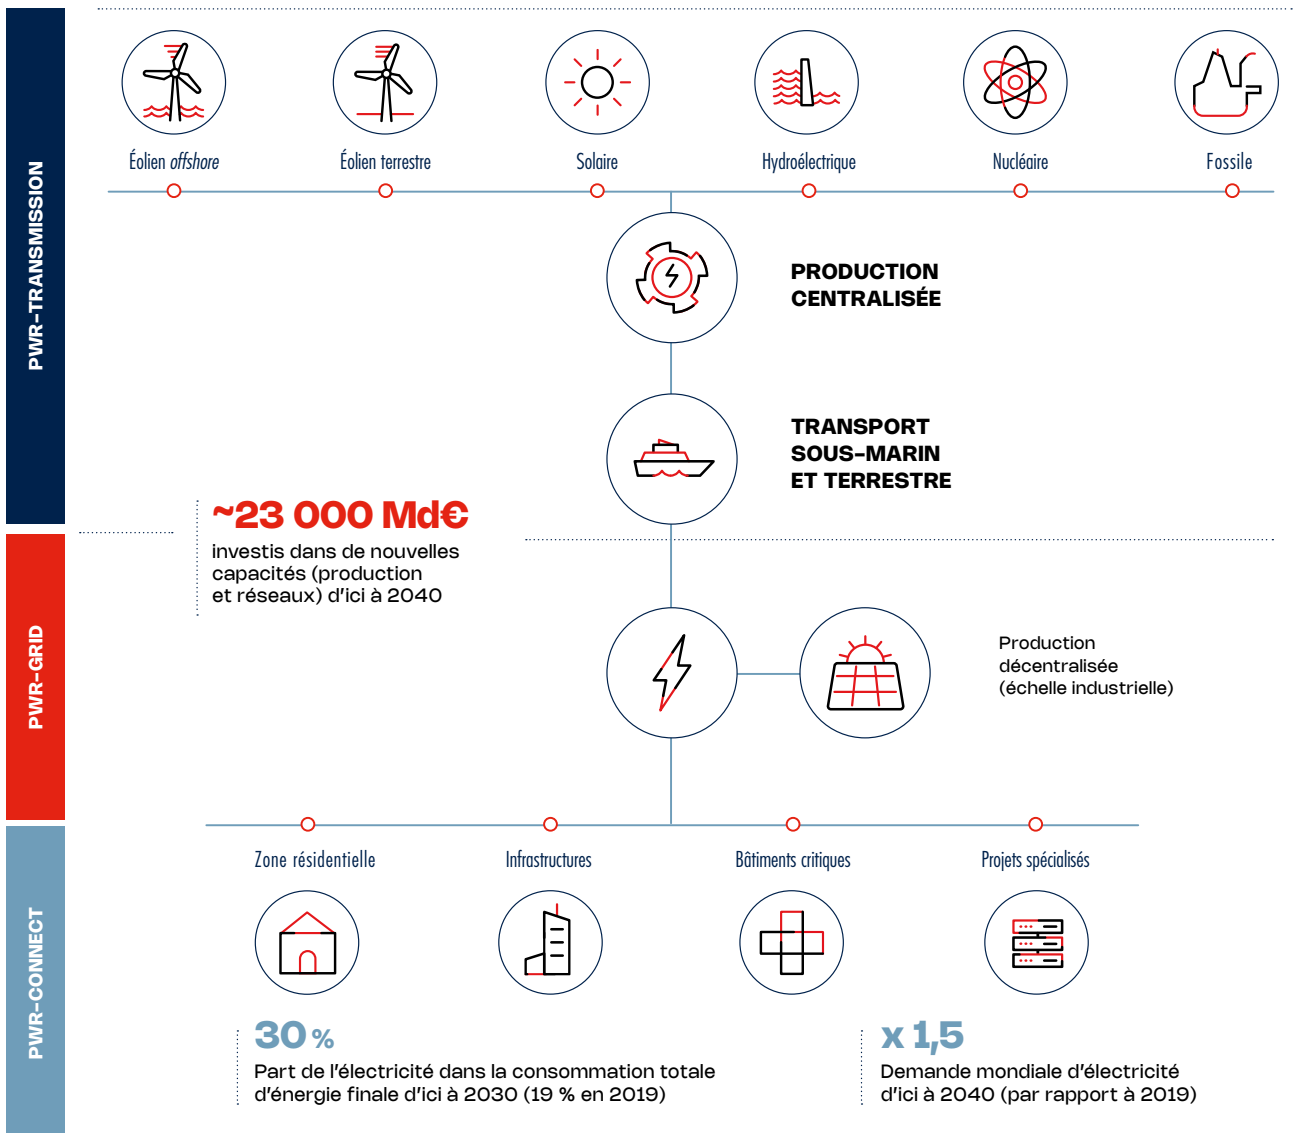 PWR-TRANSMISSION
Éolien offshore
Éolien terrestre
Solaire
Hydroélectrique
Nucléaire
Fossile
PRODUCTION
CENTRALISÉE
TRANSPORT
SOUS-MARIN
ET TERRESTRE
~23 000 Md€
investis dans de nouvelles
capacités (production
et réseaux) d’ici à 2040
PWR-GRID
Production
décentralisée
(échelle industrielle)
PWR-CONNECT
Zone résidentielle
Infrastructures
Bâtiments critiques
Projets spécialisés
30 %
Part de l’électricité dans la consommation totale
d’énergie finale d’ici à 2030 (19 % en 2019)
x 1,5
Demande mondiale d’électricité
d’ici à 2040 (par rapport à 2019)